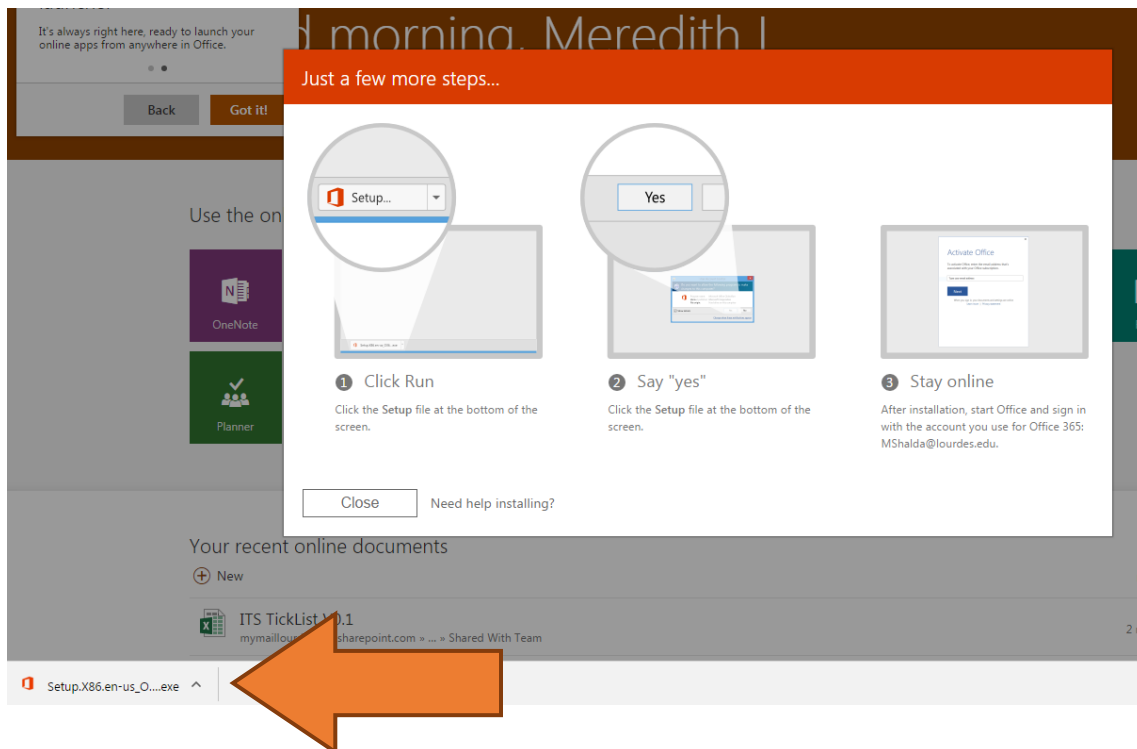 It's always right here, ready to launch your
online apps from anywhere in Office.
Back
Got it!
morning, Meredith
Just a few more steps...
Setup...
Yes
Activate Office
Use the on
OneNote
Planner
1 Click Run
Click the Setup file at the bottom of the
screen.
2 Say "yes"
Click the Setup file at the bottom of the
screen.
3 Stay online
After installation, start Office and sign in
with the account you use for Office 365:
MShalda@lourdes.edu.
Close
Need help installing?
Your recent online documents
New
ITS TickList
.1
sharepoint.com » ... » Shared With Team
2
Setup.X86.en-us_O....exe